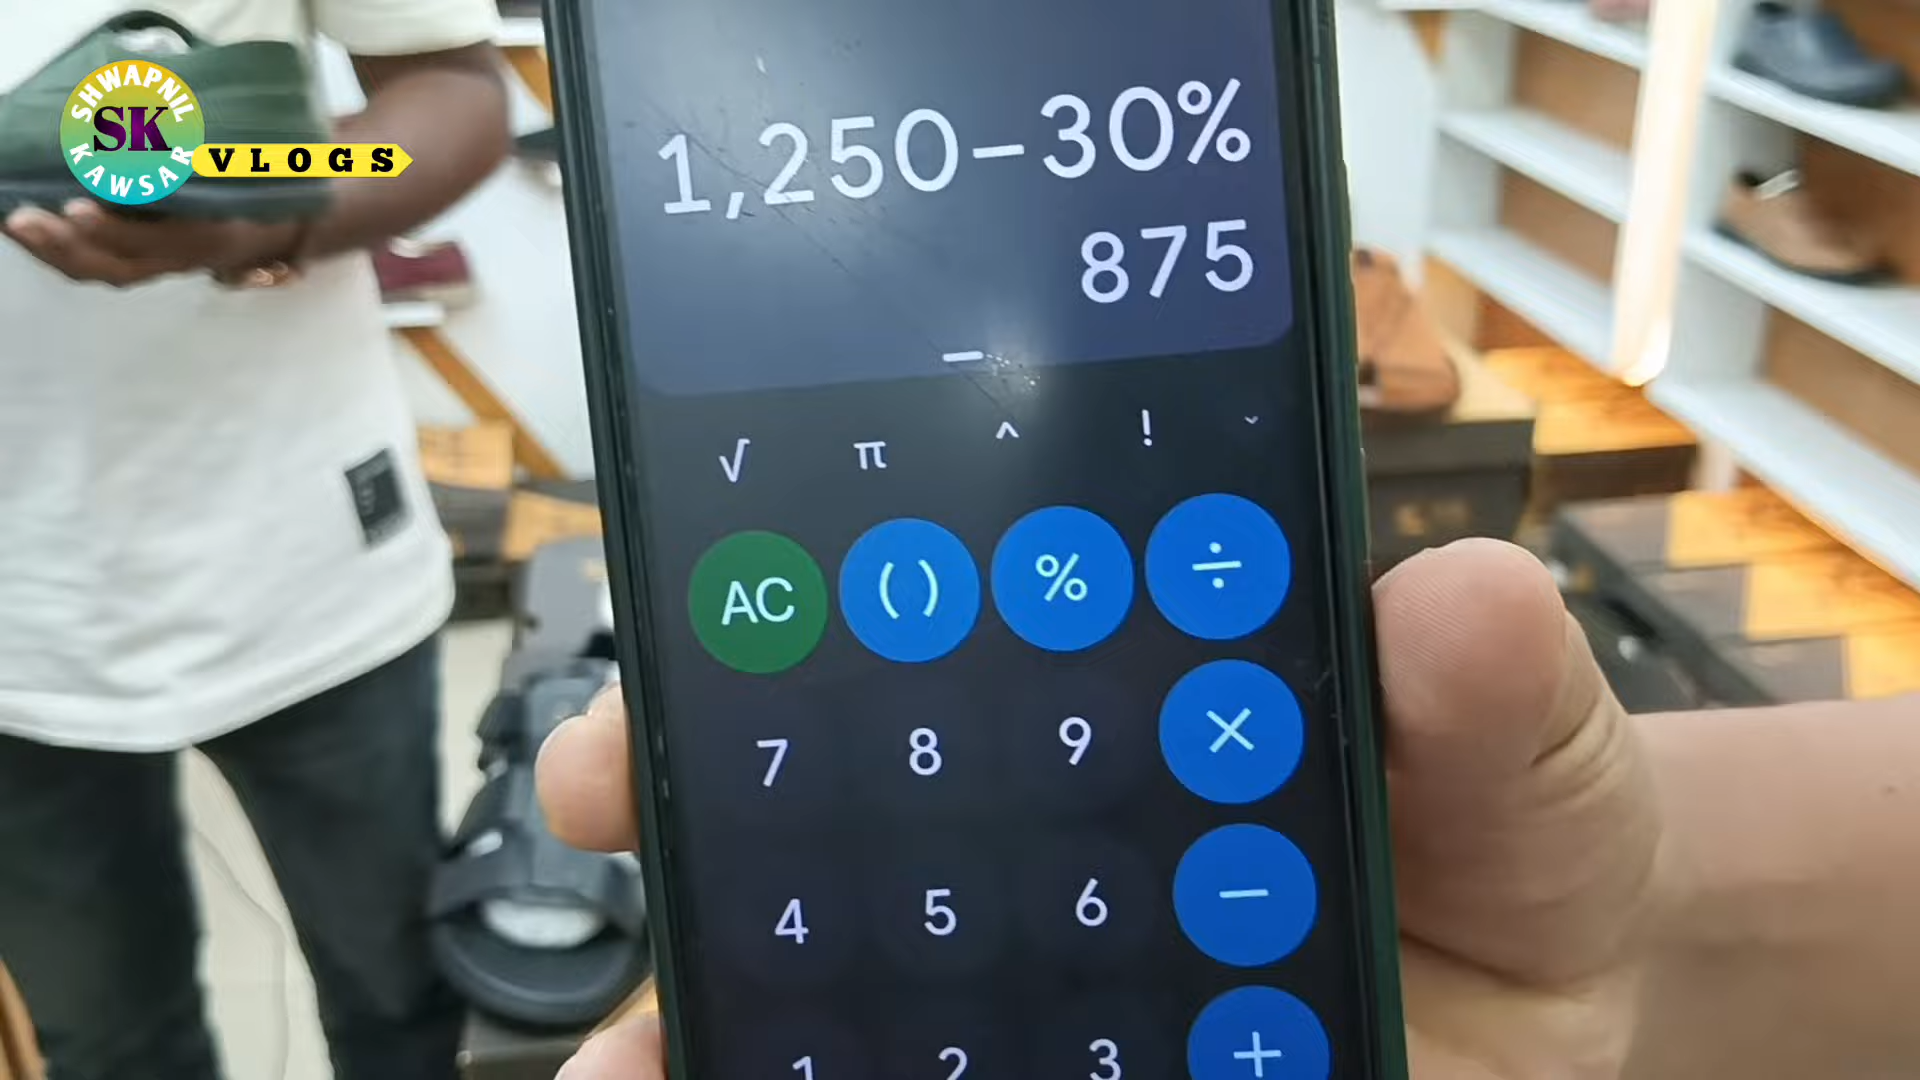 SHWAPNIL
SK
KAWSAR
VLOGS
1,250-30%
875
√ π ^ !
AC () % ÷
7 8 9 ×
4 5 6 −
1 2 3 +